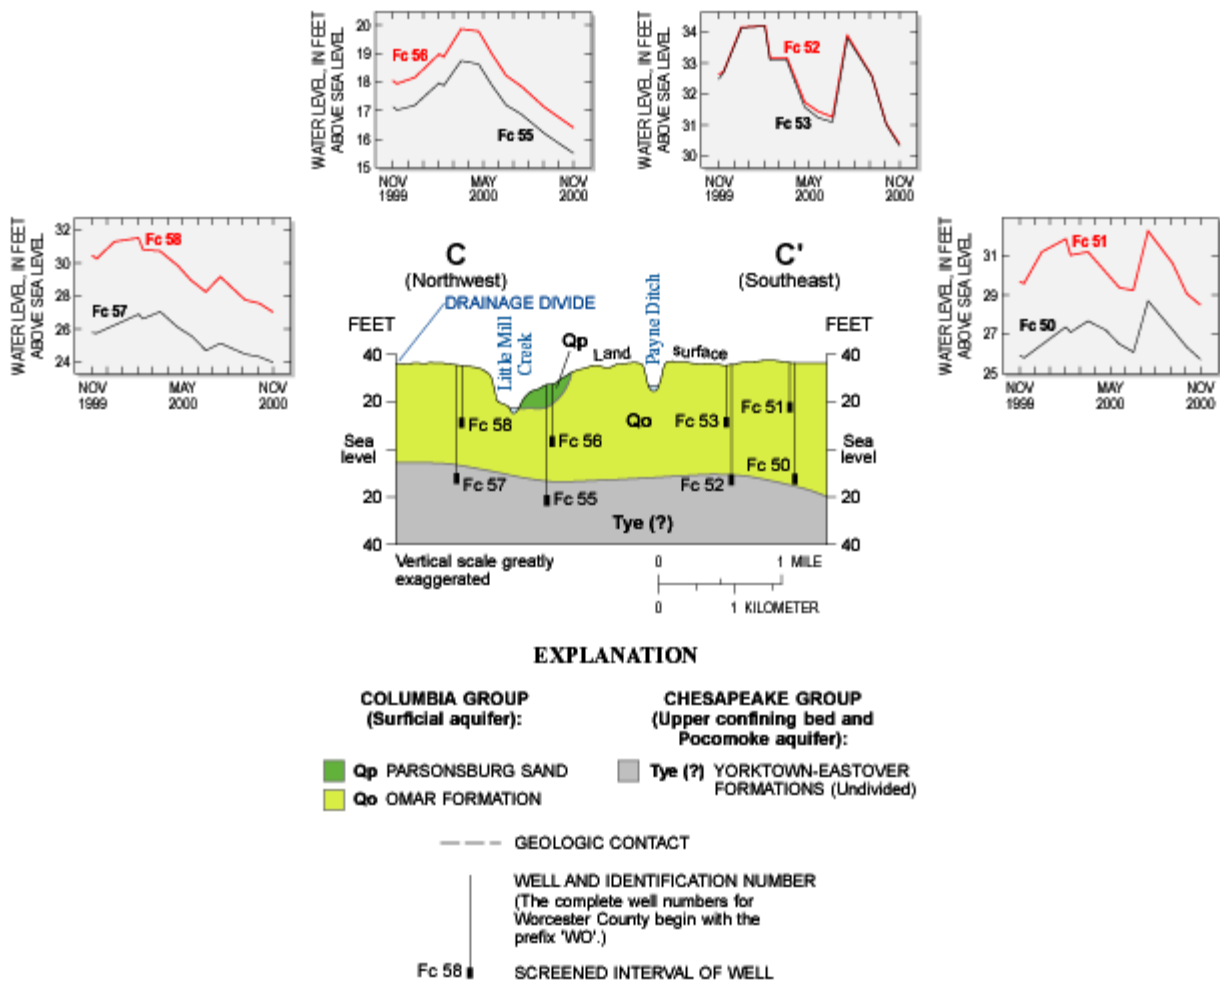 WATER LEVEL, IN FEET
ABOVE SEA LEVEL
20
19
18
17
16
15
Fc 56
Fc 55
NOV
1999
MAY
2000
NOV
2000
WATER LEVEL, IN FEET
ABOVE SEA LEVEL
34
33
32
31
30
Fc 52
Fc 53
NOV
1999
MAY
2000
NOV
2000
WATER LEVEL, IN FEET
ABOVE SEA LEVEL
32
30
28
26
24
Fc 58
Fc 57
NOV
1999
MAY
2000
NOV
2000
WATER LEVEL, IN FEET
ABOVE SEA LEVEL
31
29
27
25
Fc 51
Fc 50
NOV
1999
MAY
2000
NOV
2000
C
(Northwest)
C'
(Southeast)
DRAINAGE DIVIDE
Little Mill
Creek
Payne Ditch
FEET
FEET
Qp
Land surface
40
20
Sea
level
20
40
40
20
Sea
level
20
40
Fc 58
Fc 56
Qo
Fc 53
Fc 51
Fc 57
Fc 55
Fc 52
Fc 50
Tye (?)
Vertical scale greatly
exaggerated
0 1 MILE
0 1 KILOMETER
EXPLANATION
COLUMBIA GROUP
(Surficial aquifer):
Qp PARSONSBURG SAND
Qo OMAR FORMATION
CHESAPEAKE GROUP
(Upper confining bed and
Pocomoke aquifer):
Tye (?) YORKTOWN-EASTOVER
FORMATIONS (Undivided)
GEOLOGIC CONTACT
WELL AND IDENTIFICATION NUMBER
(The complete well numbers for
Worcester County begin with the
prefix 'WO'.)
Fc 58 SCREENED INTERVAL OF WELL